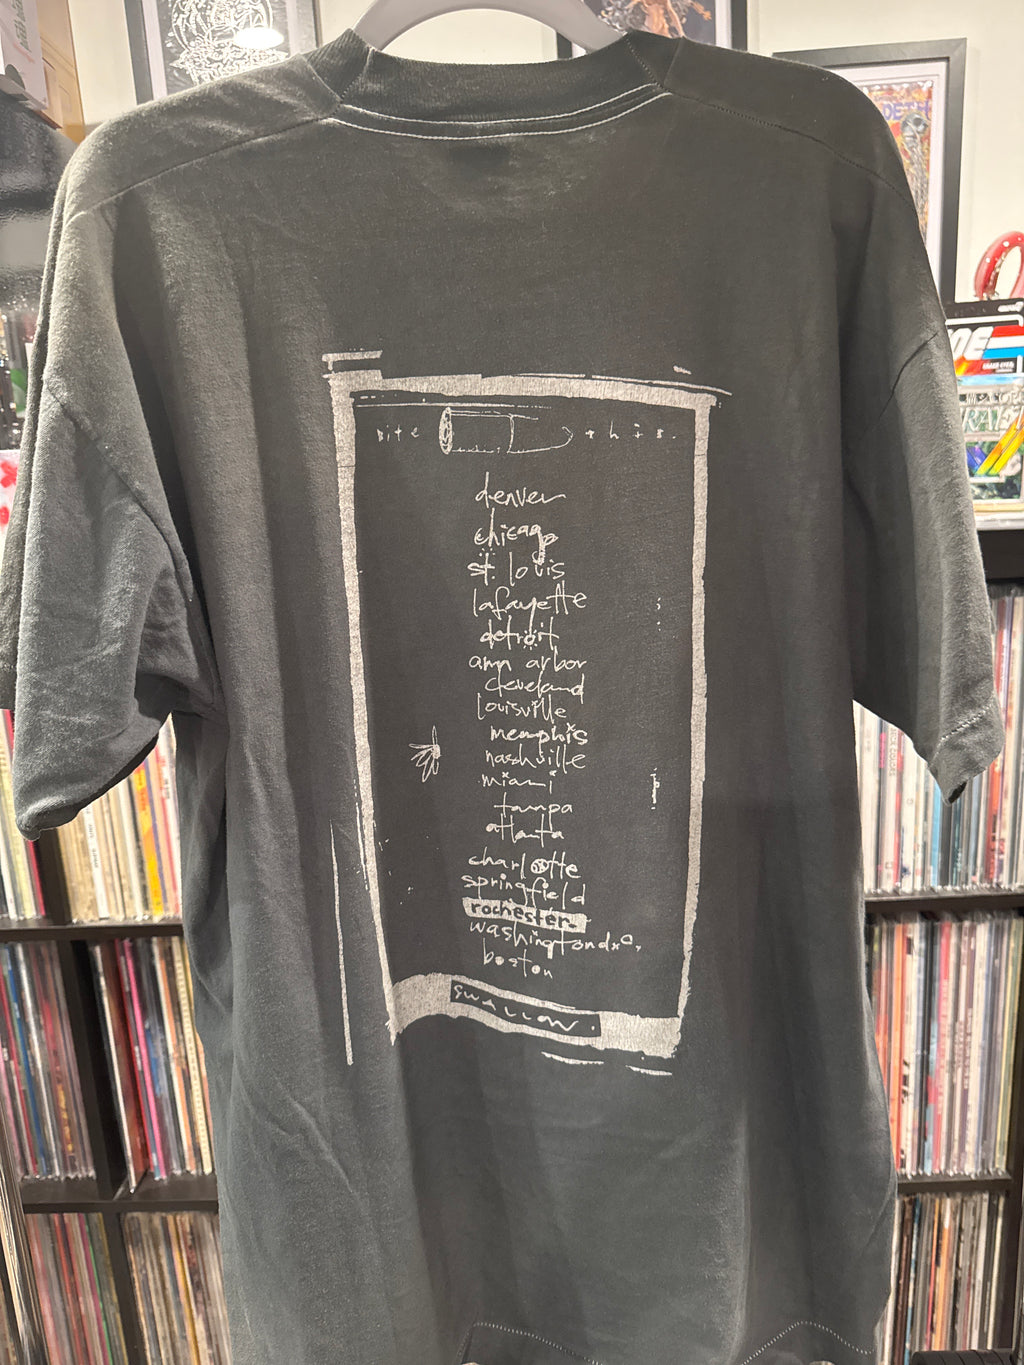 bite this.
denver
chicago
st. louis
lafayette
detroit
ann arbor
cleveland
louisville
memphis
nashville
miami
tampa
atlanta
charlotte
springfield
rochester
washington d.c.
boston
SWALLOW.